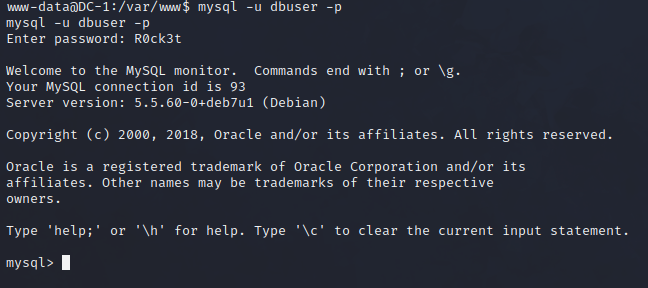 www-data@DC-1:/var/www$ mysql -u dbuser -p
mysql -u dbuser -p
Enter password: R0ck3t
Welcome to the MySQL monitor.  Commands end with ; or \g.
Your MySQL connection id is 93
Server version: 5.5.60-0+deb7u1 (Debian)
Copyright (c) 2000, 2018, Oracle and/or its affiliates. All rights reserved.
Oracle is a registered trademark of Oracle Corporation and/or its
affiliates. Other names may be trademarks of their respective
owners.
Type 'help;' or '\h' for help. Type '\c' to clear the current input statement.
mysql>